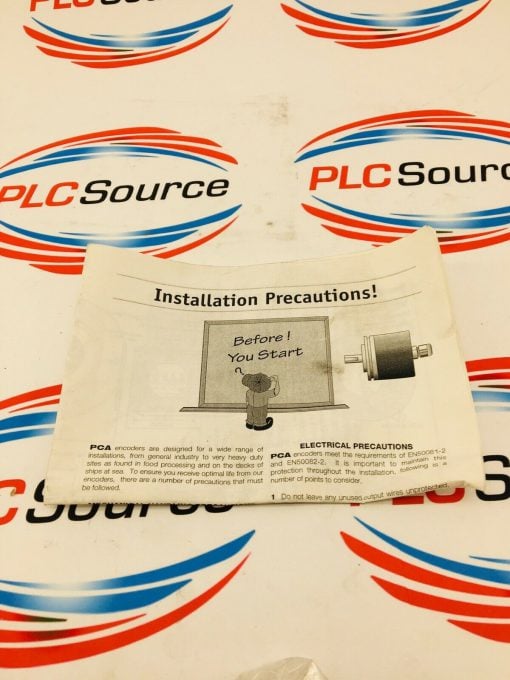 PLCSource
PLCSource
PLCSource
PLCSource
Installation Precautions!
Before!
You Start
PCA encoders are designed for a wide range of
installations, from general industry to very heavy duty
sites as found in food processing and on the decks of
ships at sea. To ensure you receive optimal life from our
encoders, there are a number of precautions that must
be followed.
ELECTRICAL PRECAUTIONS
PCA encoders meet the requirements of EN50081-2
and EN50082-2. It is important to maintain this
protection throughout the installation, following is a
number of points to consider.
1 Do not leave any unused output wires unprotected,
PLCSou
PLCSource